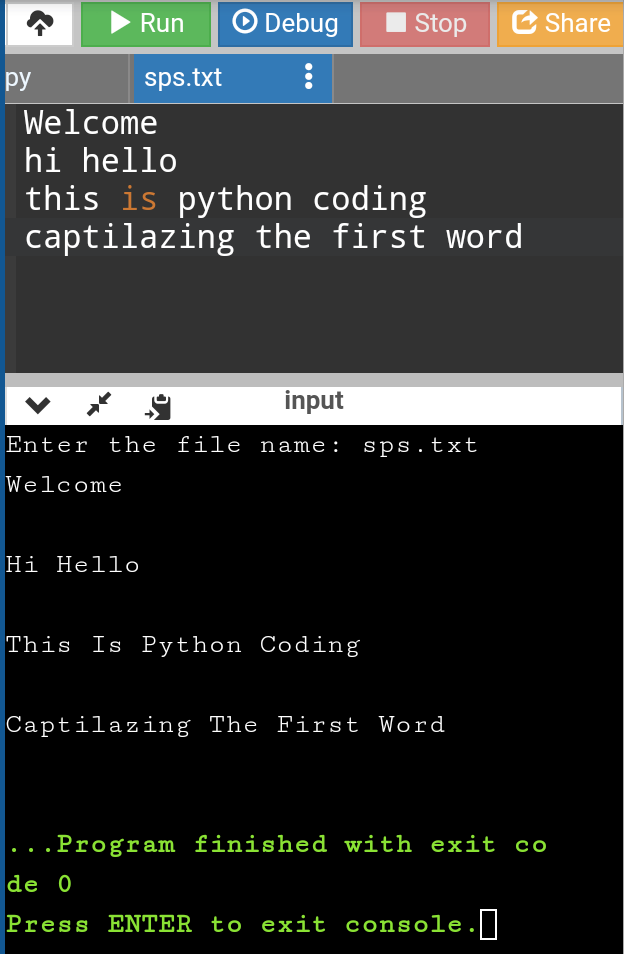 Run Debug Stop Share
py sps.txt
Welcome
hi hello
this is python coding
captilazing the first word
input
Enter the file name: sps.txt
Welcome
Hi Hello
This Is Python Coding
Captilazing The First Word
...Program finished with exit co
de 0
Press ENTER to exit console.